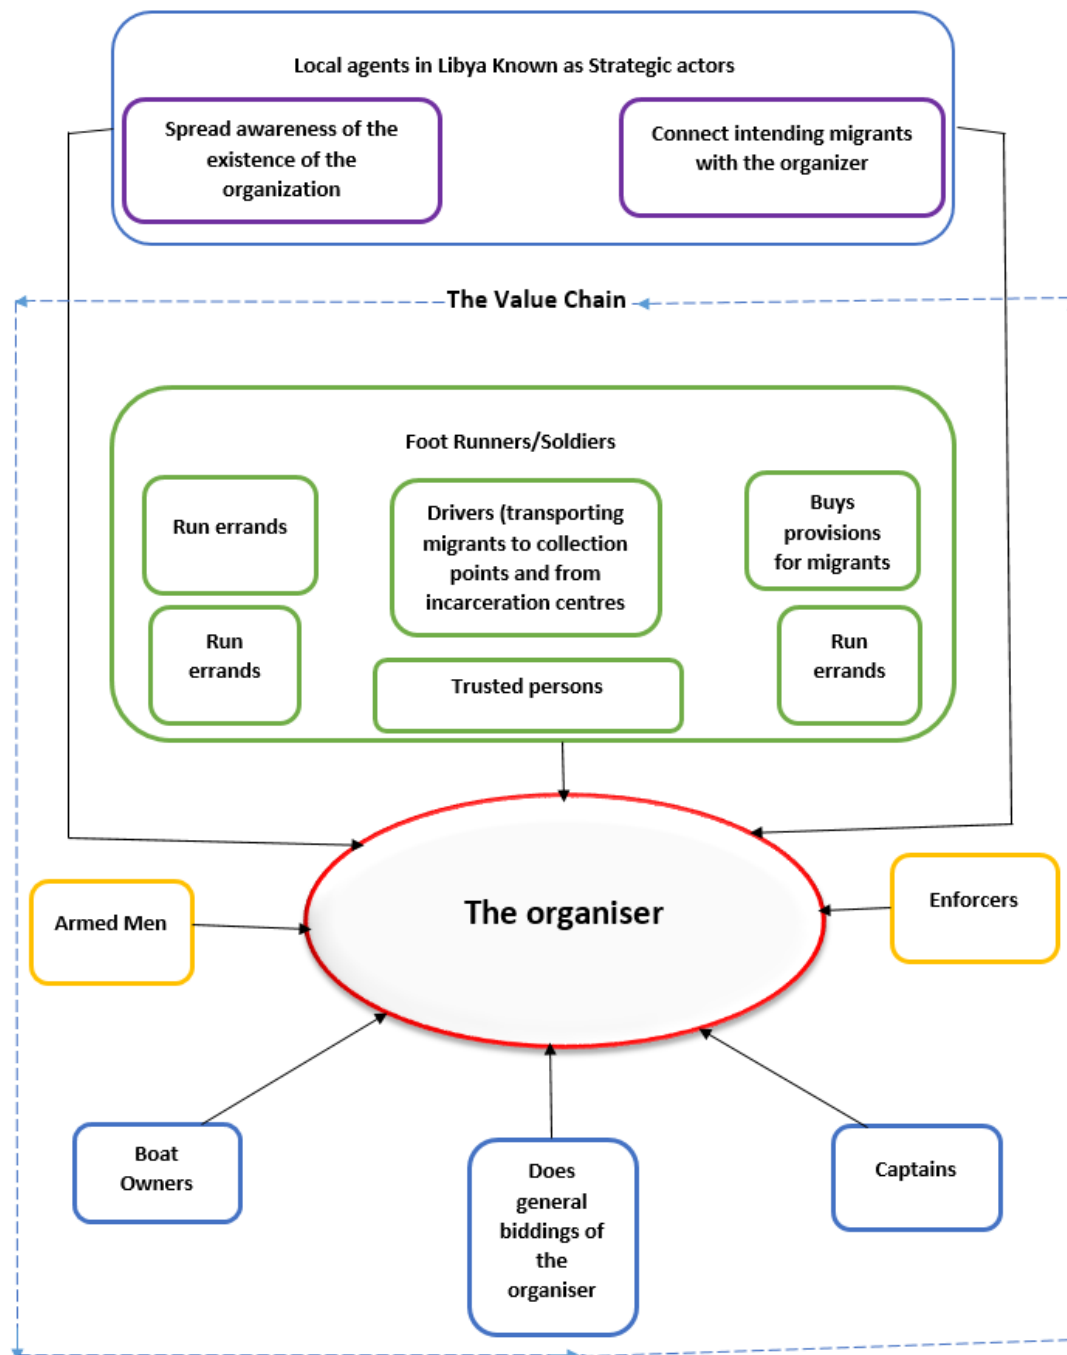 Local agents in Libya Known as Strategic actors
Spread awareness of the
existence of the
organization
Connect intending migrants
with the organizer
The Value Chain
Foot Runners/Soldiers
Run errands
Drivers (transporting
migrants to collection
points and from
incarceration centres
Buys
provisions
for migrants
Run
errands
Trusted persons
Run
errands
The organiser
Armed Men
Enforcers
Boat
Owners
Does
general
biddings of
the
organiser
Captains